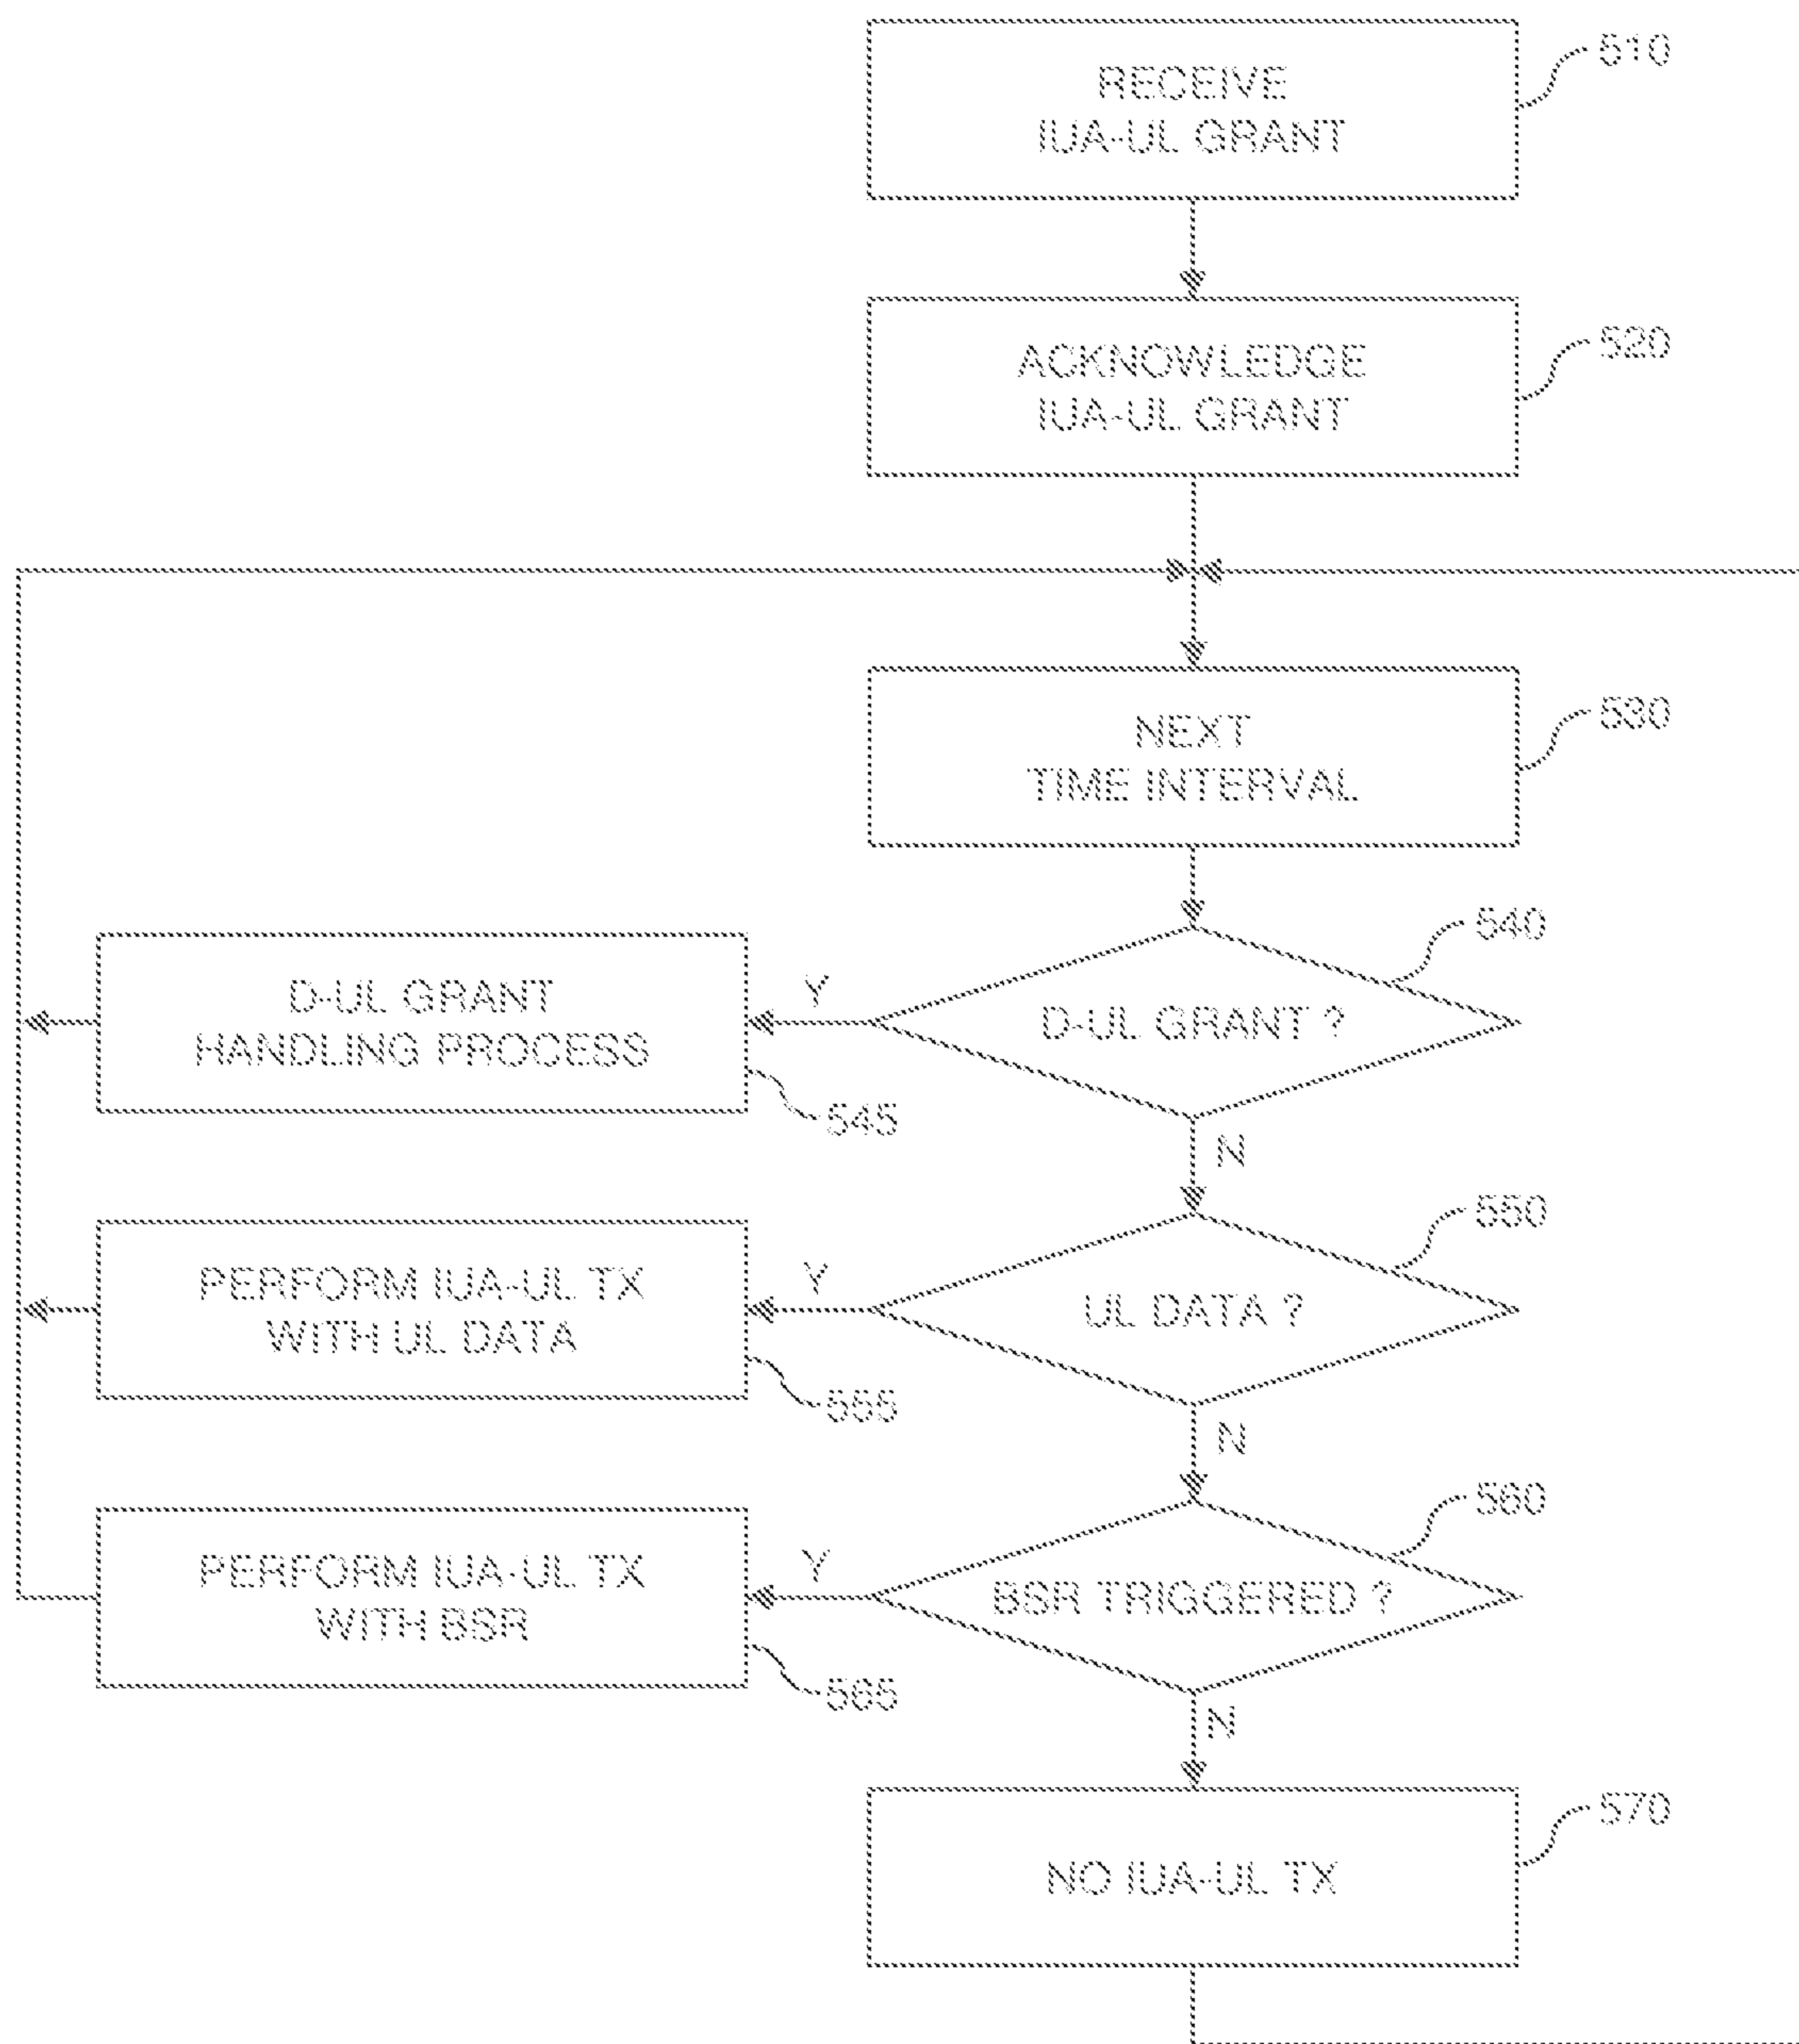 RECEIVE
IUA-UL GRANT
510
ACKNOWLEDGE
IUA-UL GRANT
520
NEXT
TIME INTERVAL
530
540
D-UL GRANT
HANDLING PROCESS
Y
D-UL GRANT ?
545
N
550
PERFORM IUA-UL TX
WITH UL DATA
Y
UL DATA ?
555
N
560
PERFORM IUA-UL TX
WITH BSR
Y
BSR TRIGGERED ?
565
N
570
NO IUA-UL TX